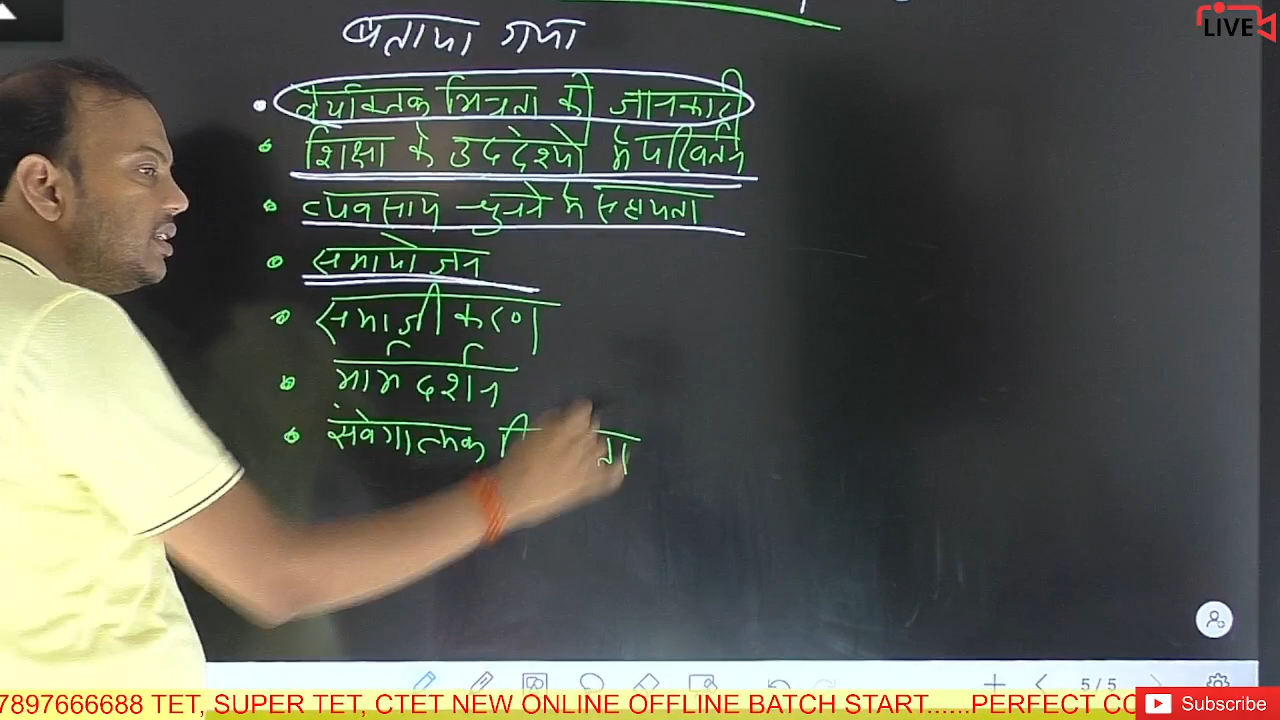 LIVE
बताया गया
वैयक्तिक भिन्नता की जानकारी
शिक्षा के उददेश्यो मे परिवर्तन
व्यवसाय चुनने मे सहायता
समायोजन
समाजीकरण
मार्गदर्शन
संवेगात्मक
5/5
7897666688 TET, SUPER TET, CTET NEW ONLINE OFFLINE BATCH START......PERFECT CO
Subscribe